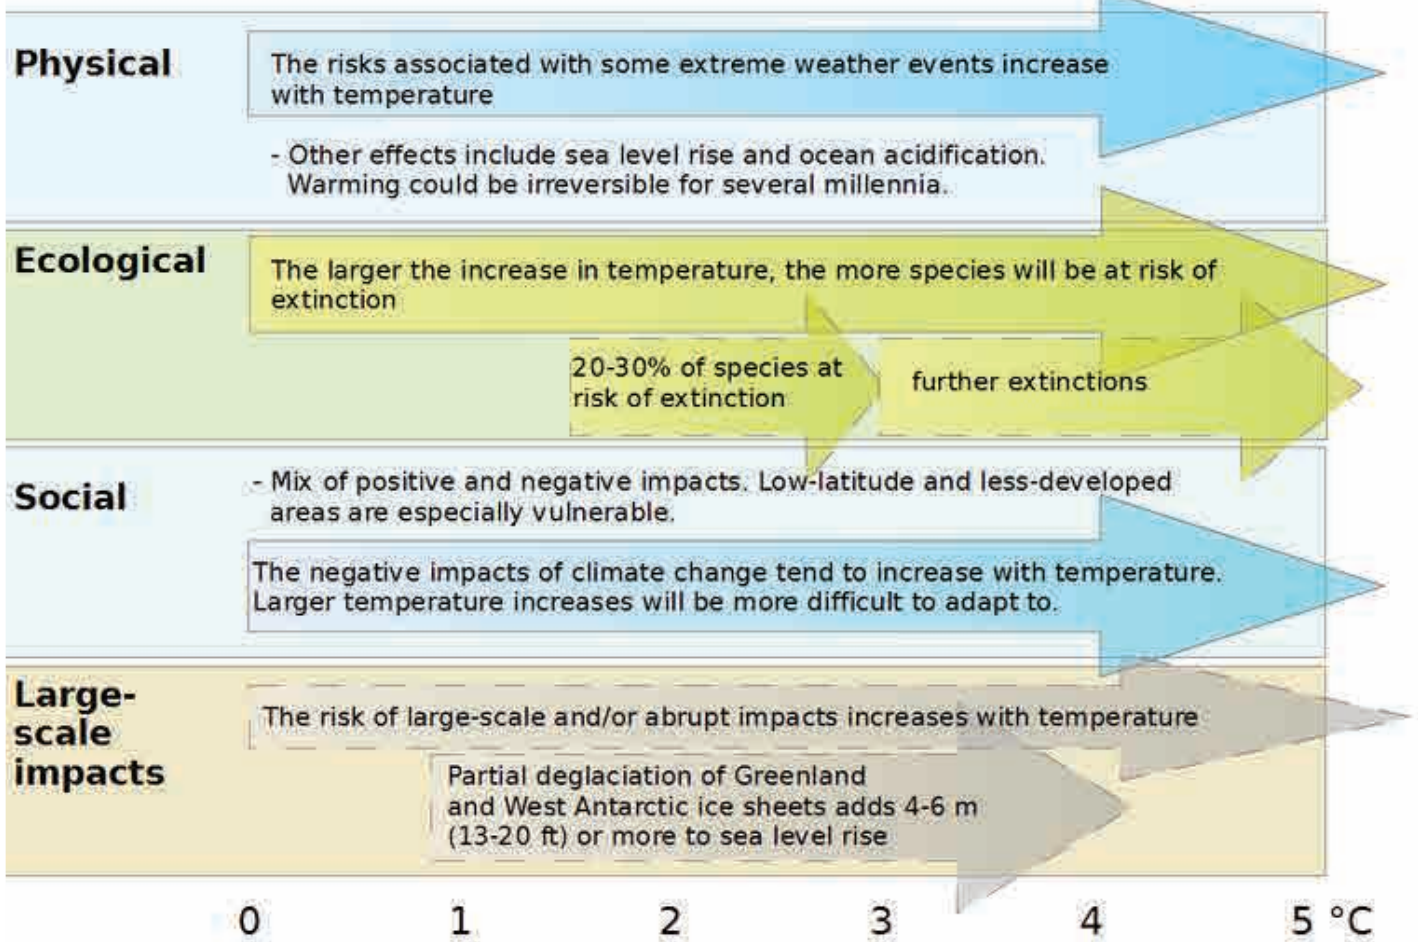 Physical
The risks associated with some extreme weather events increase
with temperature
- Other effects include sea level rise and ocean acidification.
Warming could be irreversible for several millennia.
Ecological
The larger the increase in temperature, the more species will be at risk of
extinction
20-30% of species at
risk of extinction
further extinctions
Social
- Mix of positive and negative impacts. Low-latitude and less-developed
areas are especially vulnerable.
The negative impacts of climate change tend to increase with temperature.
Larger temperature increases will be more difficult to adapt to.
Large-
scale
impacts
The risk of large-scale and/or abrupt impacts increases with temperature
Partial deglaciation of Greenland
and West Antarctic ice sheets adds 4-6 m
(13-20 ft) or more to sea level rise
0 1 2 3 4 5 °C